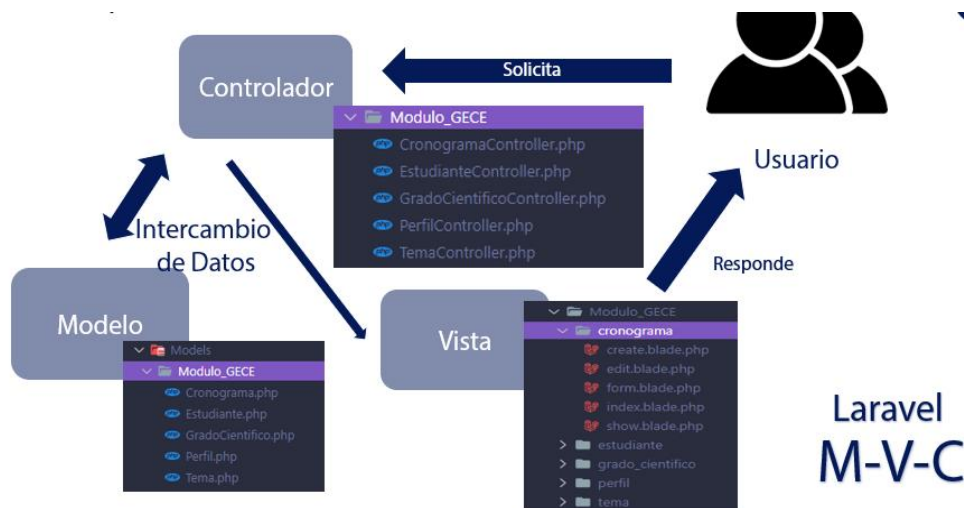 Controlador
Solicita
Modulo_GECE
CronogramaController.php
EstudianteController.php
GradoCientificoController.php
PerfilController.php
TemaController.php
Usuario
Intercambio
de Datos
Responde
Modelo
Models
Modulo_GECE
Cronograma.php
Estudiante.php
GradoCientifico.php
Perfil.php
Tema.php
Vista
Modulo_GECE
cronograma
create.blade.php
edit.blade.php
form.blade.php
index.blade.php
show.blade.php
estudiante
grado_cientifico
perfil
tema
Laravel
M-V-C